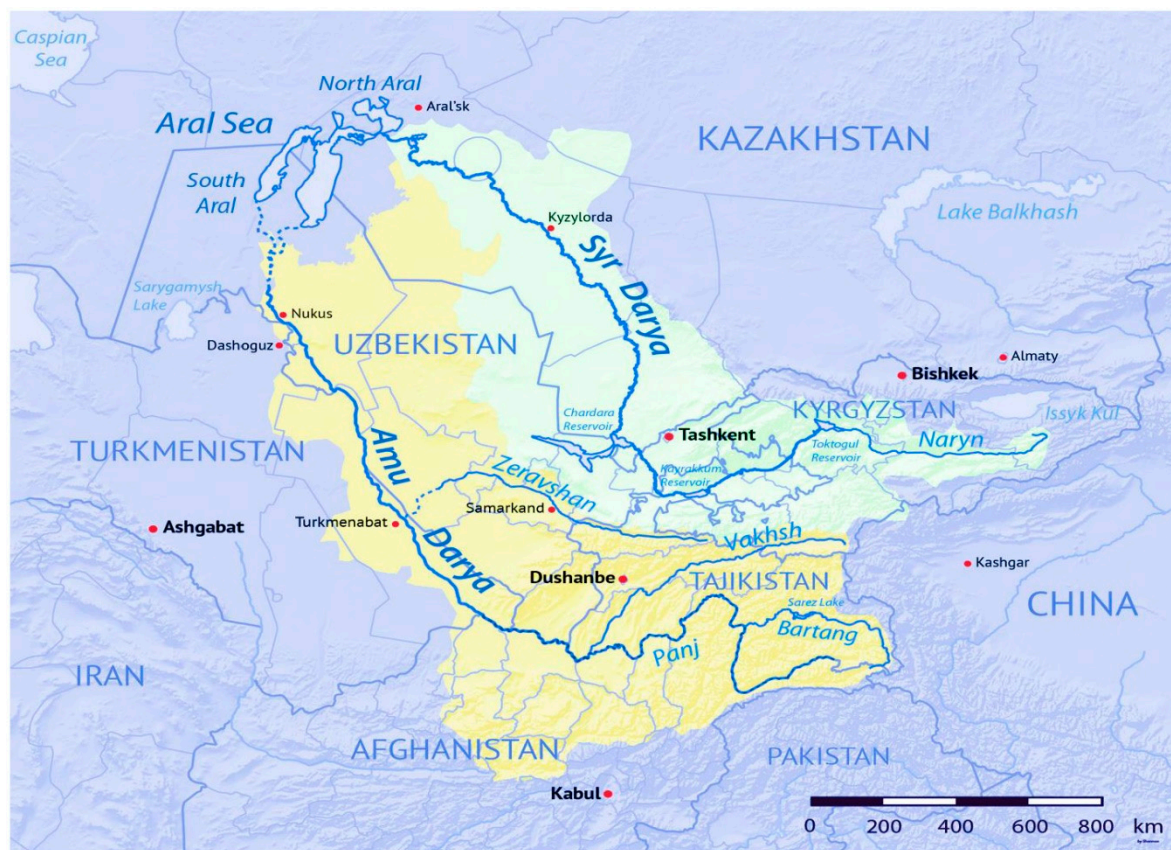 Caspian
Sea
North Aral
Aral'sk
Aral Sea
KAZAKHSTAN
South
Aral
Lake Balkhash
Kyzylorda
Syr Darya
Sarygamysh
Lake
Nukus
UZBEKISTAN
Dashoguz
Almaty
Bishkek
Chardara
Reservoir
KYRGYZSTAN
Issyk Kul
TURKMENISTAN
Tashkent
Toktogul
Reservoir
Naryn
Kayrakkum
Reservoir
Amu Darya
Zeravshan
Samarkand
Turkmenabat
Ashgabat
Vakhsh
Dushanbe
TAJIKISTAN
Kashgar
CHINA
Sarez Lake
Bartang
Panj
IRAN
AFGHANISTAN
PAKISTAN
Kabul
0 200 400 600 800 km